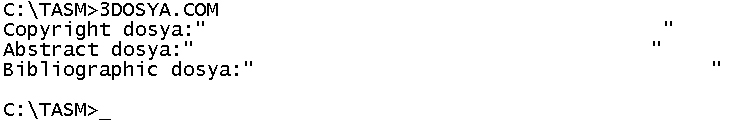 C:\TASM>3DOSYA.COM
Copyright dosya:"                                     "
Abstract dosya:"                                     "
Bibliographic dosya:"                                     "
C:\TASM>_